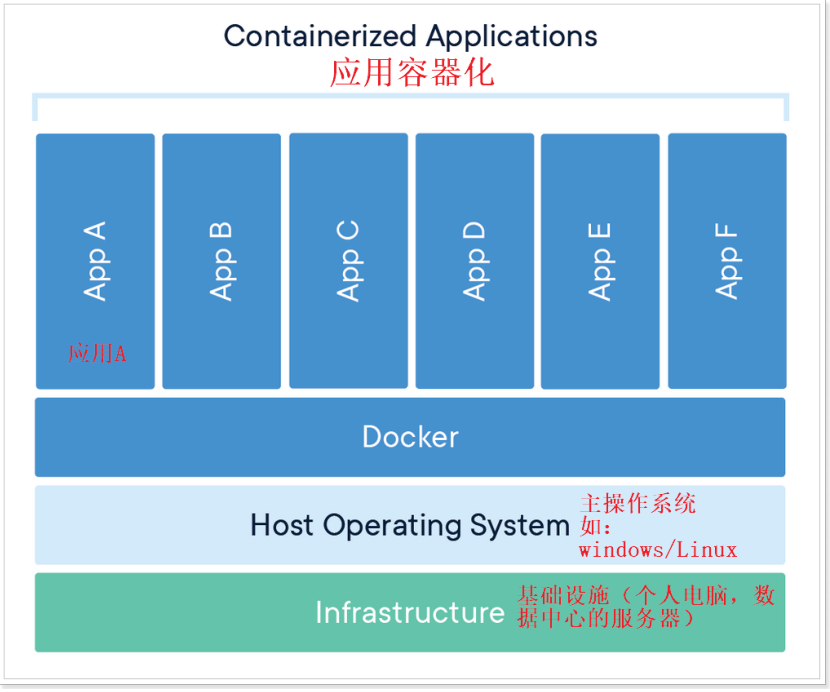 Containerized Applications
应用容器化
App A
App B
App C
App D
App E
App F
应用A
Docker
Host Operating System
主操作系统
如：
windows/Linux
Infrastructure
基础设施（个人电脑，数
据中心的服务器）